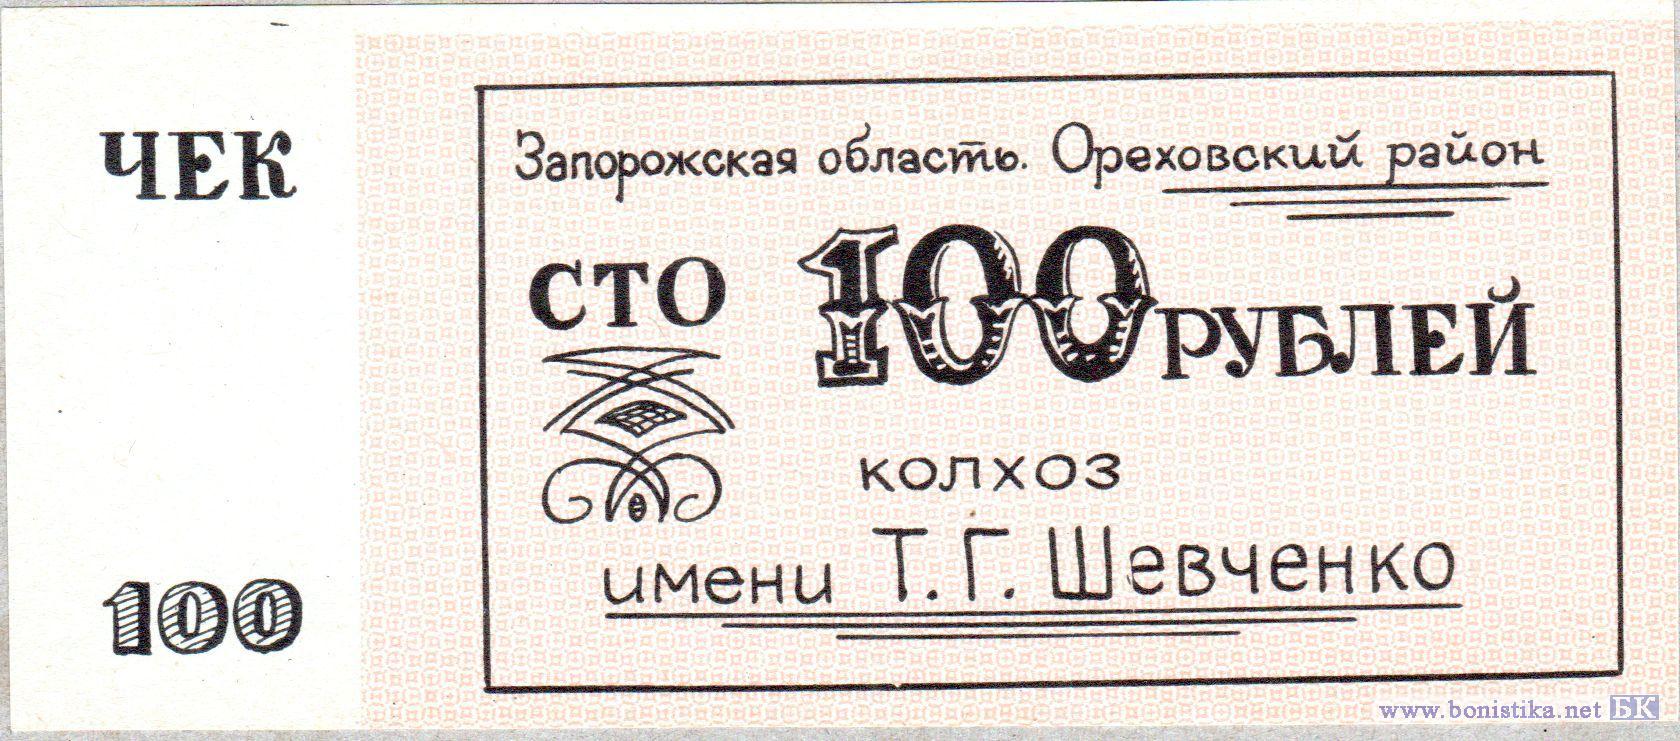 ЧЕК
Запорожская область. Ореховский район
СТО 100 РУБЛЕЙ
колхоз
имени Т. Г. Шевченко
100
www.bonistika.net БК